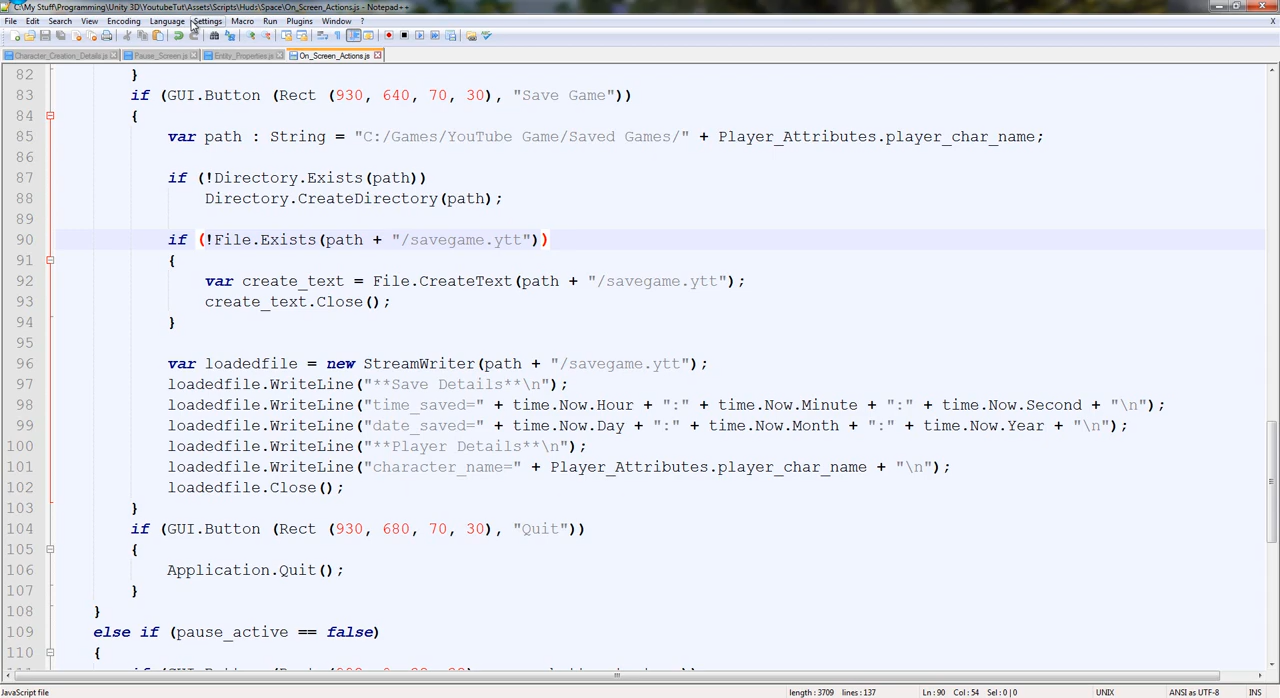 C:\My Stuff\Programming\Unity 3D\YoutubeTut\Assets\Scripts\Huds\Space\On_Screen_Actions.js - Notepad++
File Edit Search View Encoding Language Settings Macro Run Plugins Window ? X
Character_Creation_Details.js Pause_Screen.js Entity_Properties.js On_Screen_Actions.js
82 }
83 if (GUI.Button (Rect (930, 640, 70, 30), "Save Game"))
84 {
85 var path : String = "C:/Games/YouTube Game/Saved Games/" + Player_Attributes.player_char_name;
86
87 if (!Directory.Exists(path))
88 Directory.CreateDirectory(path);
89
90 if (!File.Exists(path + "/savegame.ytt"))
91 {
92 var create_text = File.CreateText(path + "/savegame.ytt");
93 create_text.Close();
94 }
95
96 var loadedfile = new StreamWriter(path + "/savegame.ytt");
97 loadedfile.WriteLine("**Save Details**\n");
98 loadedfile.WriteLine("time_saved=" + time.Now.Hour + ":" + time.Now.Minute + ":" + time.Now.Second + "\n");
99 loadedfile.WriteLine("date_saved=" + time.Now.Day + ":" + time.Now.Month + ":" + time.Now.Year + "\n");
100 loadedfile.WriteLine("**Player Details**\n");
101 loadedfile.WriteLine("character_name=" + Player_Attributes.player_char_name + "\n");
102 loadedfile.Close();
103 }
104 if (GUI.Button (Rect (930, 680, 70, 30), "Quit"))
105 {
106 Application.Quit();
107 }
108 }
109 else if (pause_active == false)
110 {
JavaScript file length : 3709 lines : 137 Ln : 90 Col : 54 Sel : 0 | 0 UNIX ANSI as UTF-8 INS